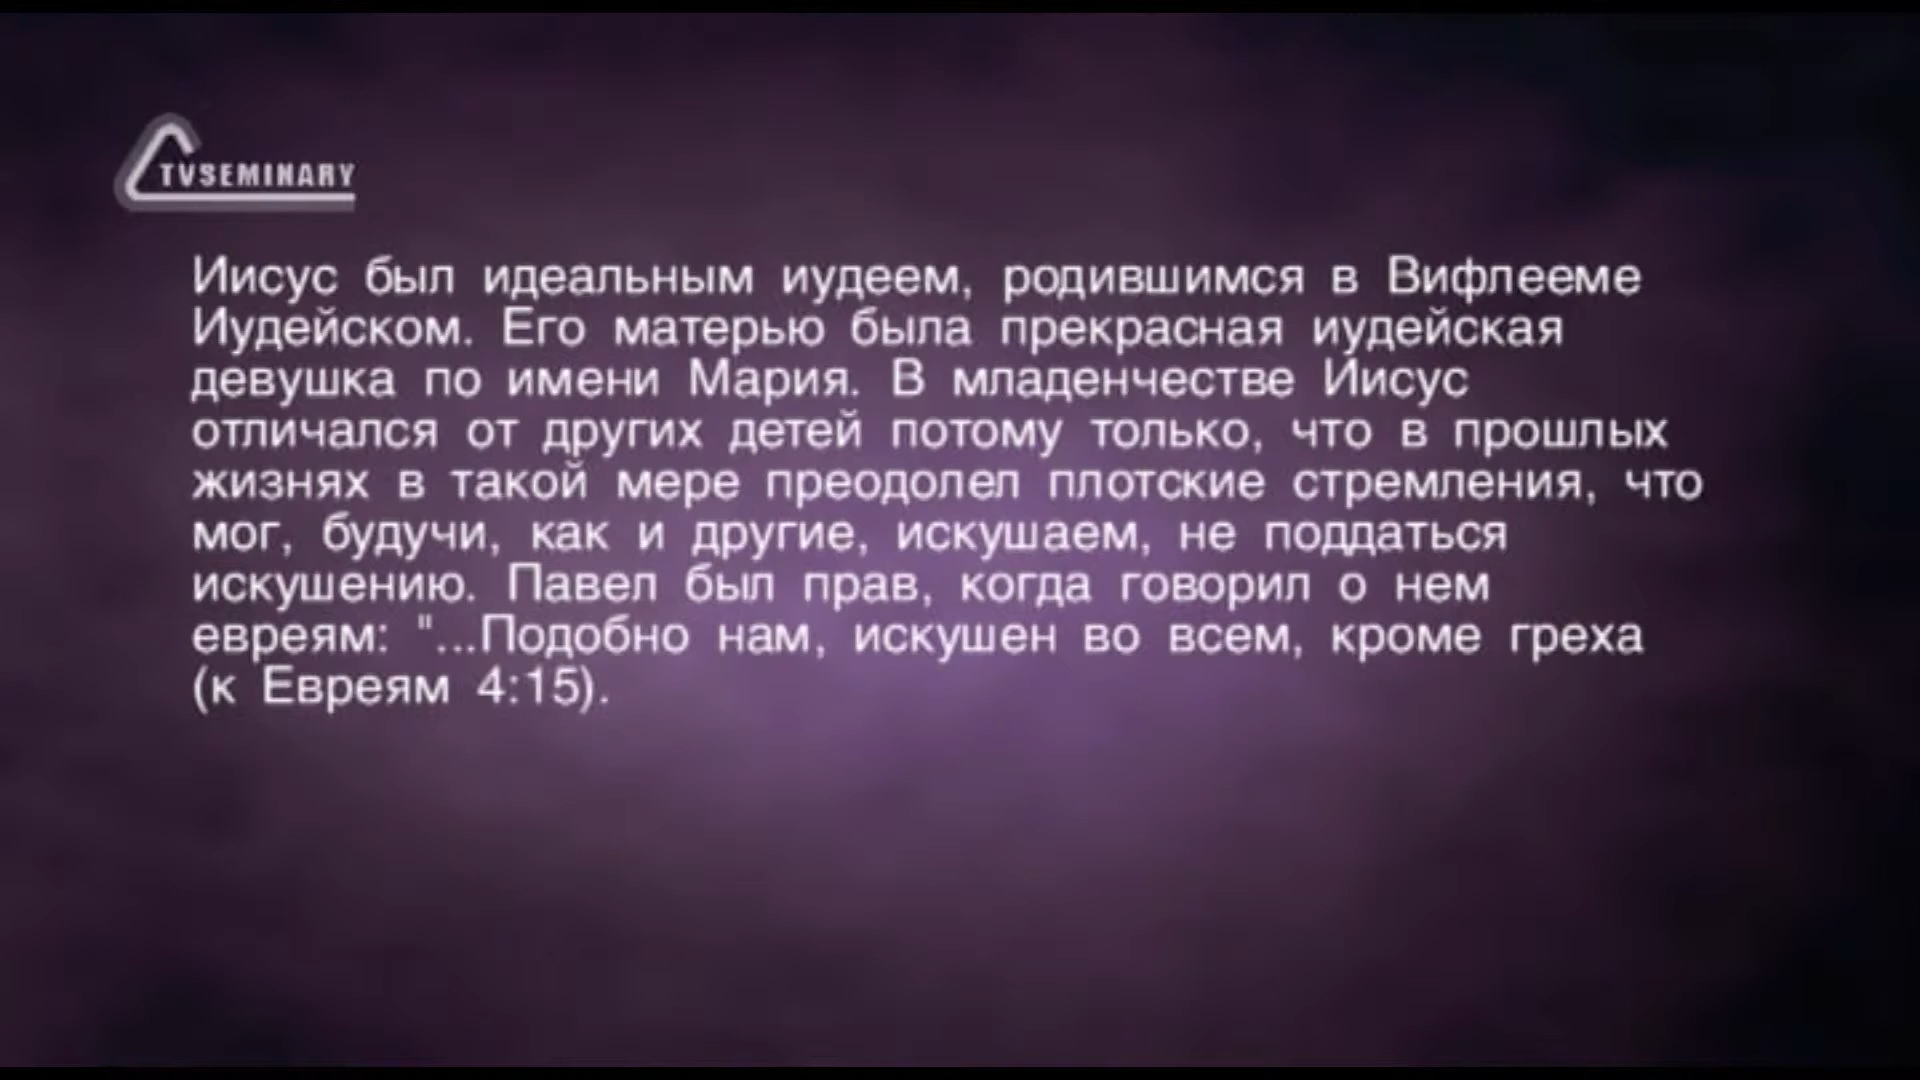 TVSEMINARY
Иисус был идеальным иудеем, родившимся в Вифлееме
Иудейском. Его матерью была прекрасная иудейская
девушка по имени Мария. В младенчестве Иисус
отличался от других детей потому только, что в прошлых
жизнях в такой мере преодолел плотские стремления, что
мог, будучи, как и другие, искушаем, не поддаться
искушению. Павел был прав, когда говорил о нем
евреям: "...Подобно нам, искушен во всем, кроме греха
(к Евреям 4:15).